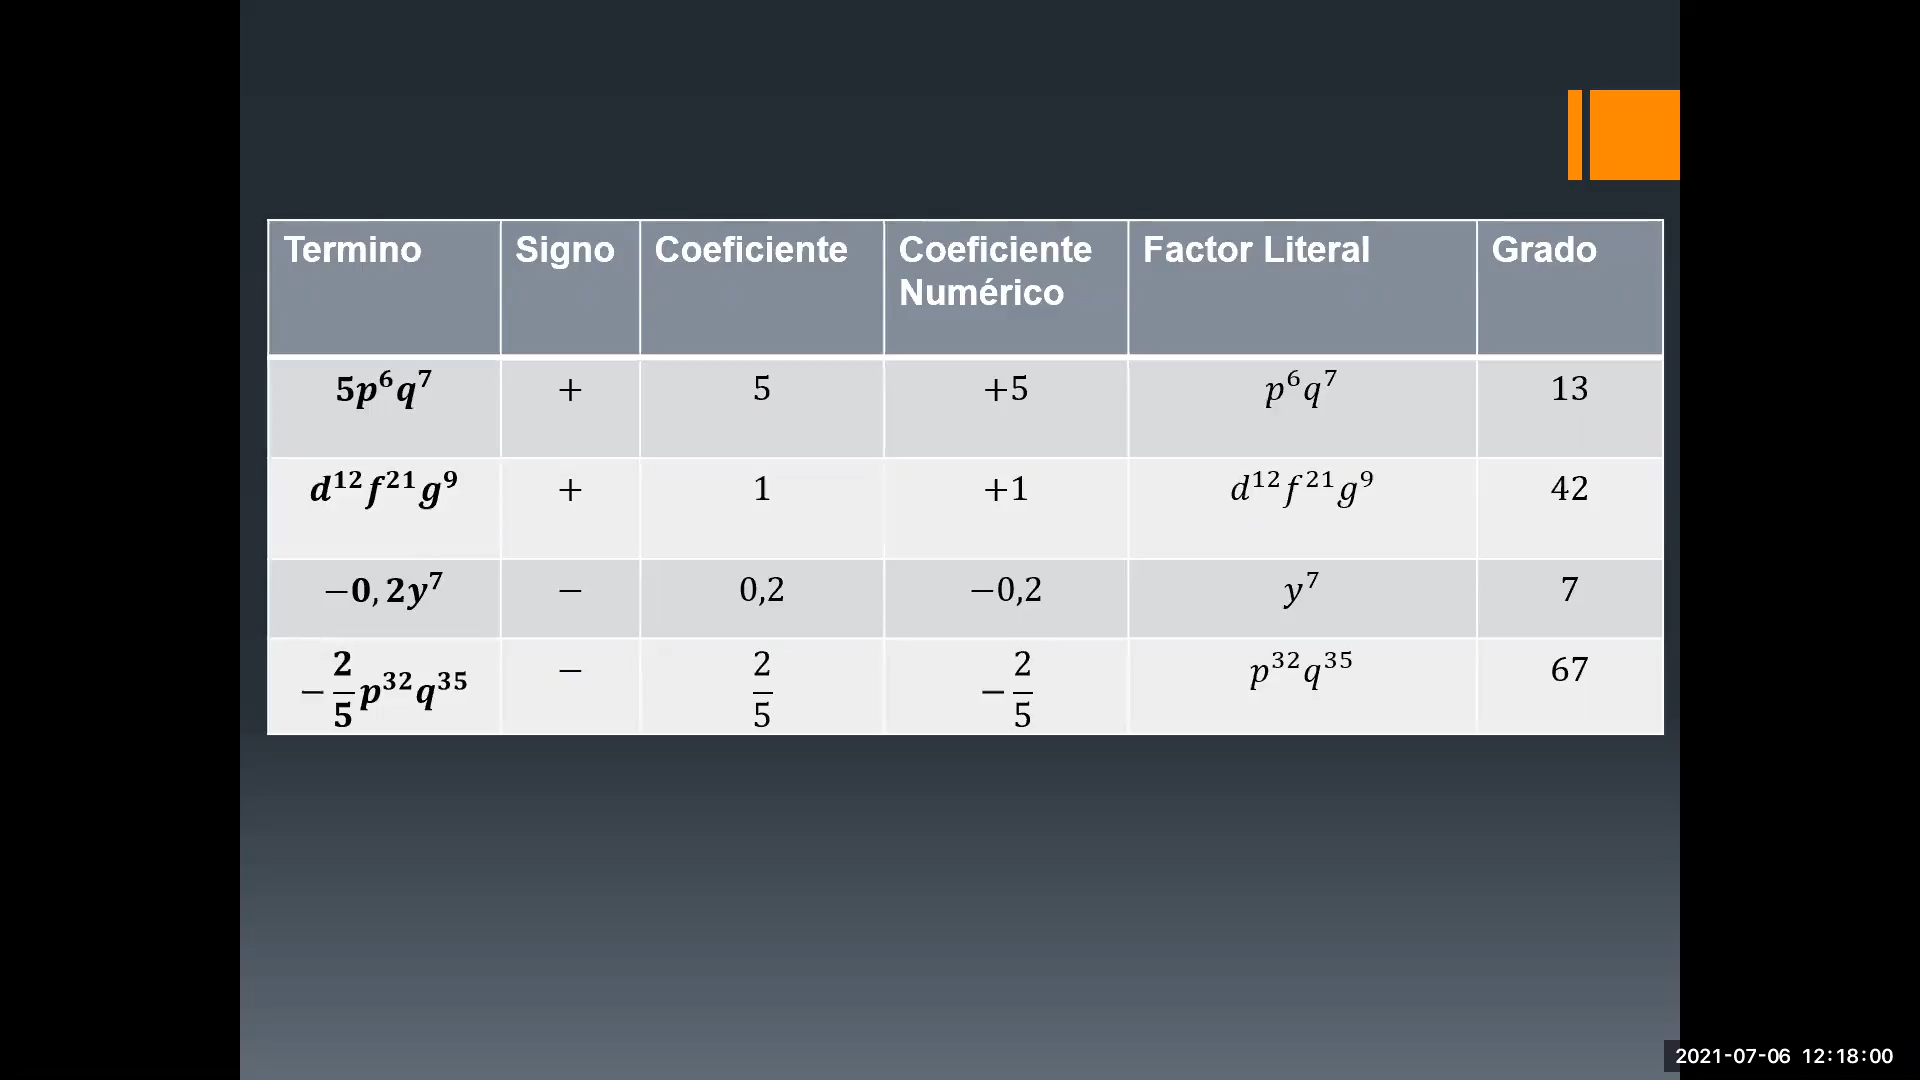 Termino Signo Coeficiente Coeficiente Numérico Factor Literal Grado
5p⁶q⁷ + 5 +5 p⁶q⁷ 13
d¹²f²¹g⁹ + 1 +1 d¹²f²¹g⁹ 42
−0,2y⁷ − 0,2 −0,2 y⁷ 7
−2/5p³²q³⁵ − 2/5 −2/5 p³²q³⁵ 67
2021-07-06 12:18:00